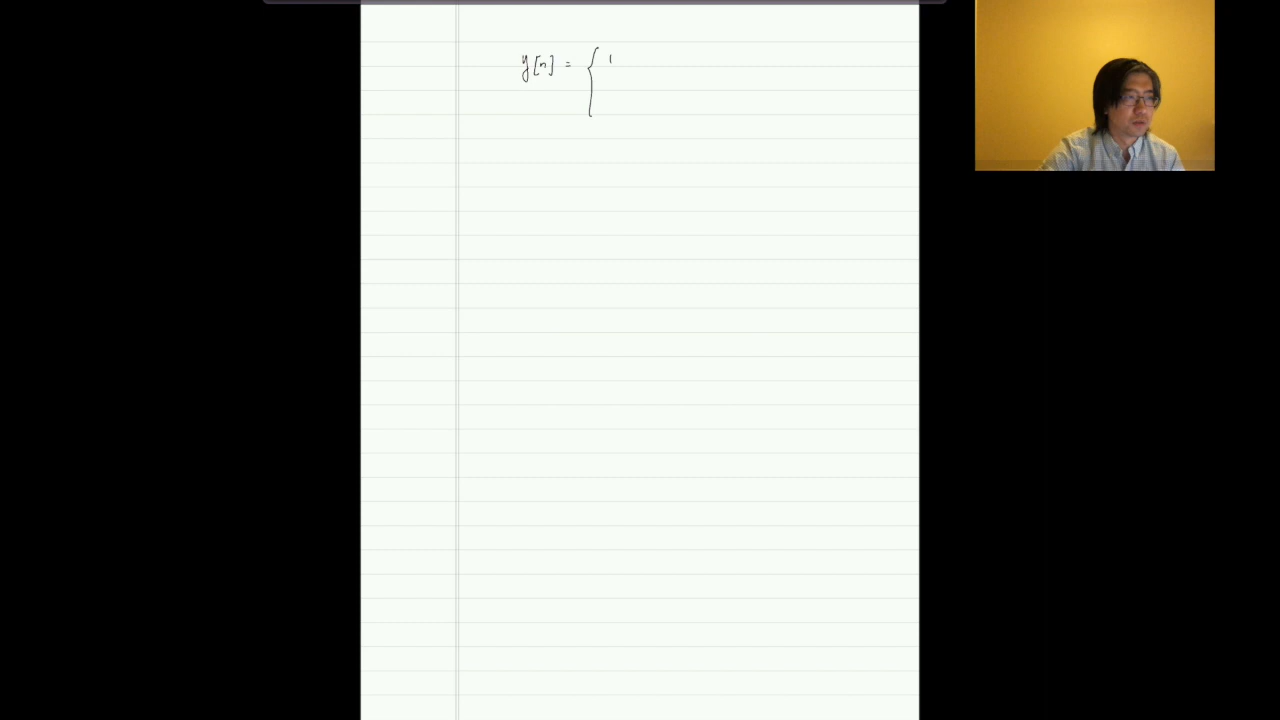 y[n] = { 1